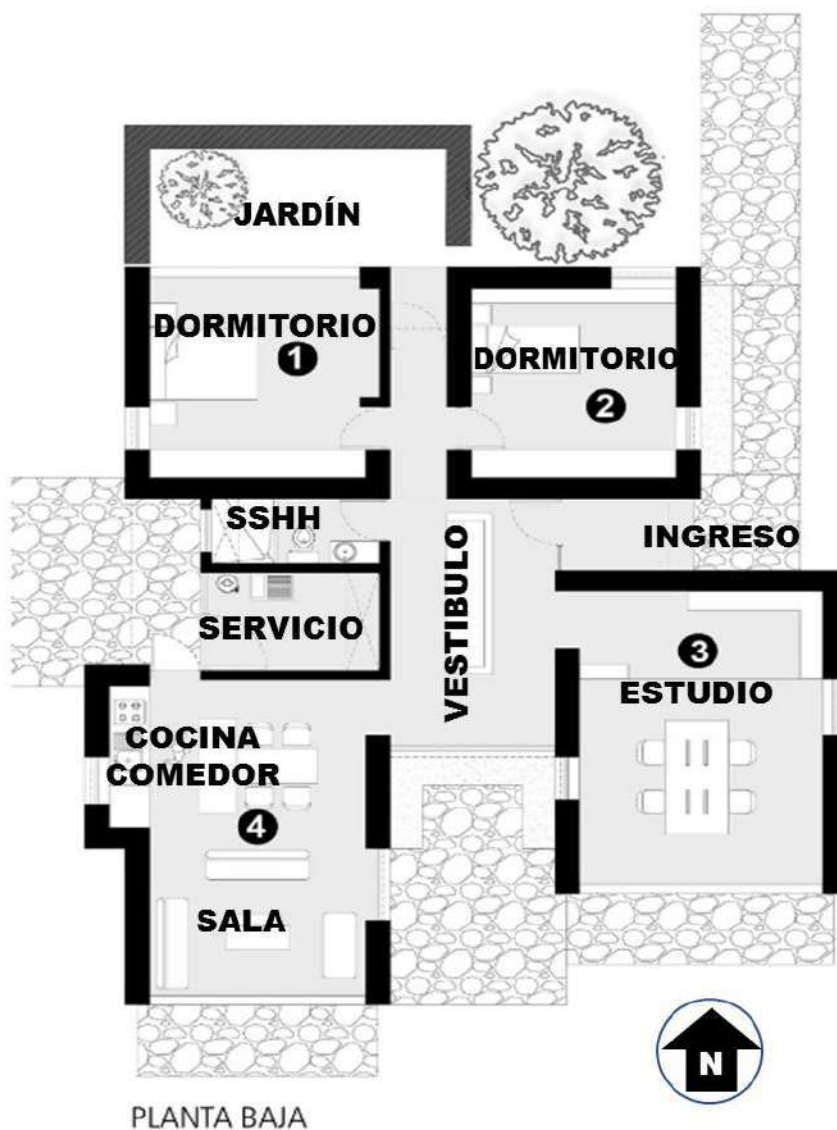 JARDÍN
DORMITORIO
1
DORMITORIO
2
SSHH
INGRESO
VESTIBULO
SERVICIO
3
ESTUDIO
COCINA
COMEDOR
4
SALA
N
PLANTA BAJA